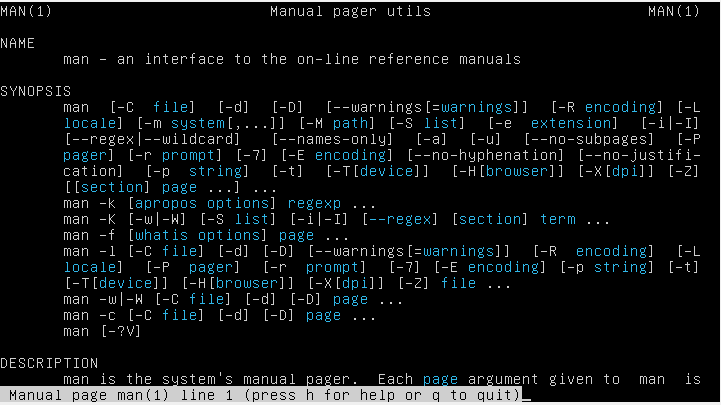 MAN(1) Manual pager utils MAN(1)
NAME
man - an interface to the on-line reference manuals
SYNOPSIS
man [-C file] [-d] [-D] [--warnings[=warnings]] [-R encoding] [-L
locale] [-m system[,...]] [-M path] [-S list] [-e extension] [-i|-I]
[--regex|--wildcard] [--names-only] [-a] [-u] [--no-subpages] [-P
pager] [-r prompt] [-7] [-E encoding] [--no-hyphenation] [--no-justifi-
cation] [-p string] [-t] [-T[device]] [-H[browser]] [-X[dpi]] [-Z]
[[section] page ...] ...
man -k [apropos options] regexp ...
man -K [-w|-W] [-S list] [-i|-I] [--regex] [section] term ...
man -f [whatis options] page ...
man -l [-C file] [-d] [-D] [--warnings[=warnings]] [-R encoding] [-L
locale] [-P pager] [-r prompt] [-7] [-E encoding] [-p string] [-t]
[-T[device]] [-H[browser]] [-X[dpi]] [-Z] file ...
man -w|-W [-C file] [-d] [-D] page ...
man -c [-C file] [-d] [-D] page ...
man [-?V]
DESCRIPTION
man is the system's manual pager. Each page argument given to man is
Manual page man(1) line 1 (press h for help or q to quit)